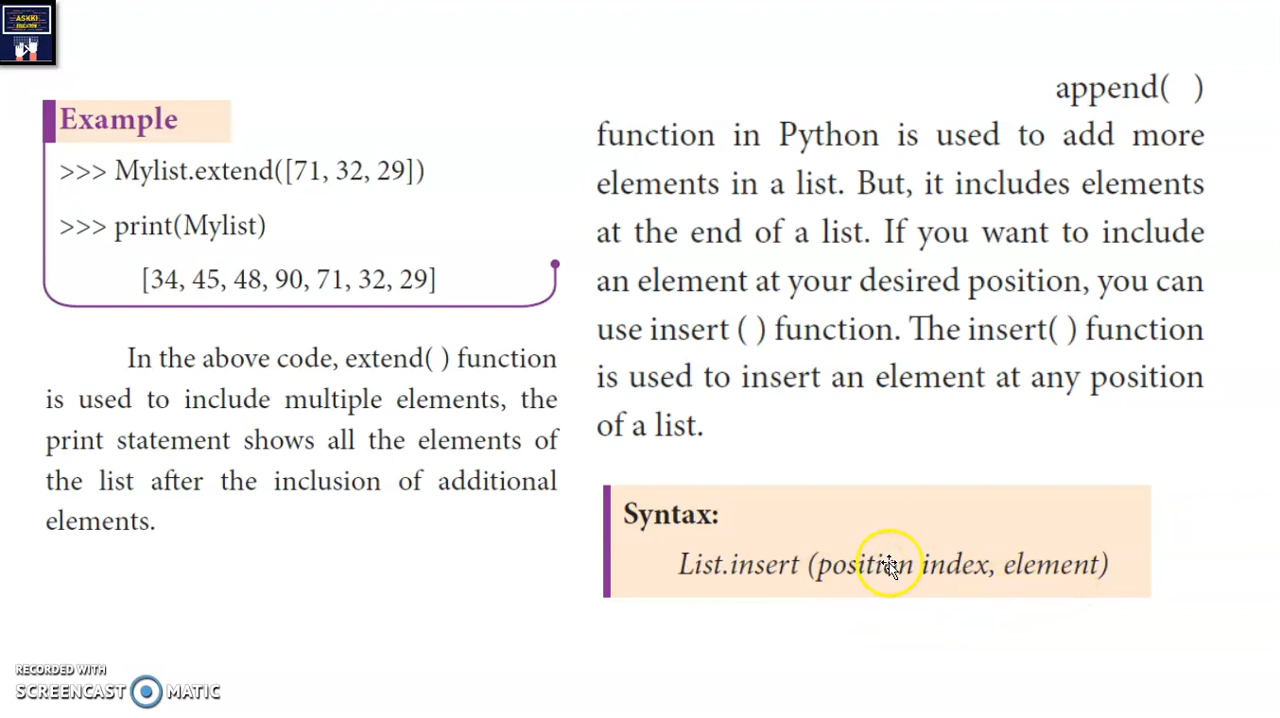 ASKKI
EDUCATION
Example
>>> Mylist.extend([71, 32, 29])
>>> print(Mylist)
[34, 45, 48, 90, 71, 32, 29]
In the above code, extend( ) function
is used to include multiple elements, the
print statement shows all the elements of
the list after the inclusion of additional
elements.
append( )
function in Python is used to add more
elements in a list. But, it includes elements
at the end of a list. If you want to include
an element at your desired position, you can
use insert ( ) function. The insert( ) function
is used to insert an element at any position
of a list.
Syntax:
List.insert (position index, element)
RECORDED WITH
SCREENCAST MATIC